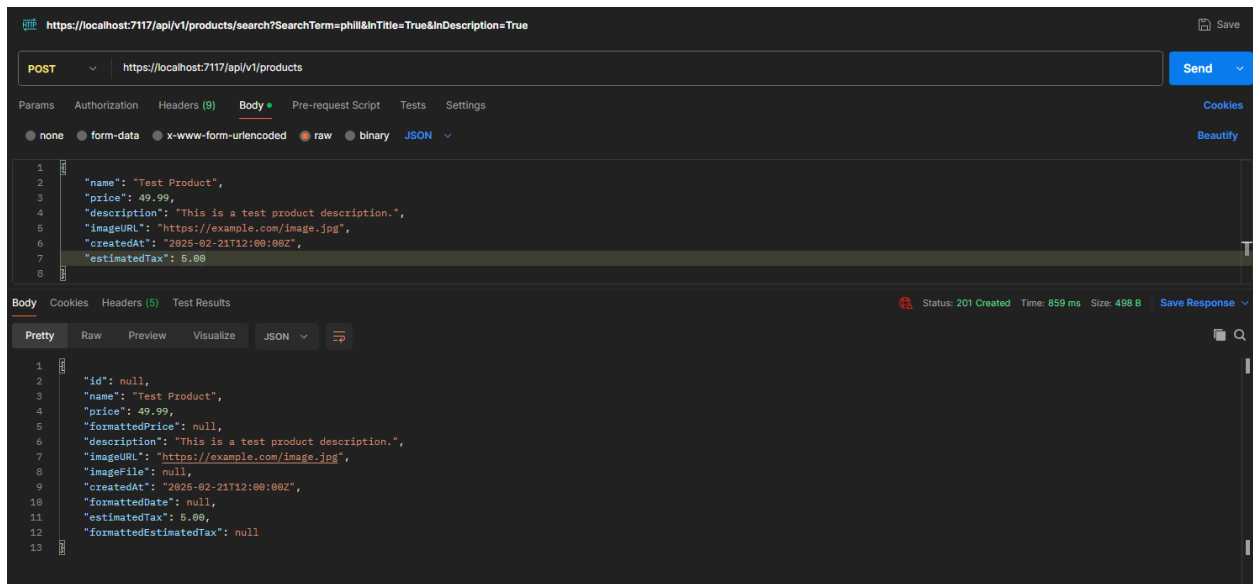 HTTP https://localhost:7117/api/v1/products/search?SearchTerm=phill&InTitle=True&InDescription=True Save
POST https://localhost:7117/api/v1/products Send
Params Authorization Headers (9) Body Pre-request Script Tests Settings Cookies
none form-data x-www-form-urlencoded raw binary JSON Beautify
1 {
2 "name": "Test Product",
3 "price": 49.99,
4 "description": "This is a test product description.",
5 "imageURL": "https://example.com/image.jpg",
6 "createdAt": "2025-02-21T12:00:00Z",
7 "estimatedTax": 5.00
8 }
Body Cookies Headers (5) Test Results Status: 201 Created Time: 859 ms Size: 498 B Save Response
Pretty Raw Preview Visualize JSON
1 {
2 "id": null,
3 "name": "Test Product",
4 "price": 49.99,
5 "formattedPrice": null,
6 "description": "This is a test product description.",
7 "imageURL": "https://example.com/image.jpg",
8 "imageFile": null,
9 "createdAt": "2025-02-21T12:00:00Z",
10 "formattedDate": null,
11 "estimatedTax": 5.00,
12 "formattedEstimatedTax": null
13 }